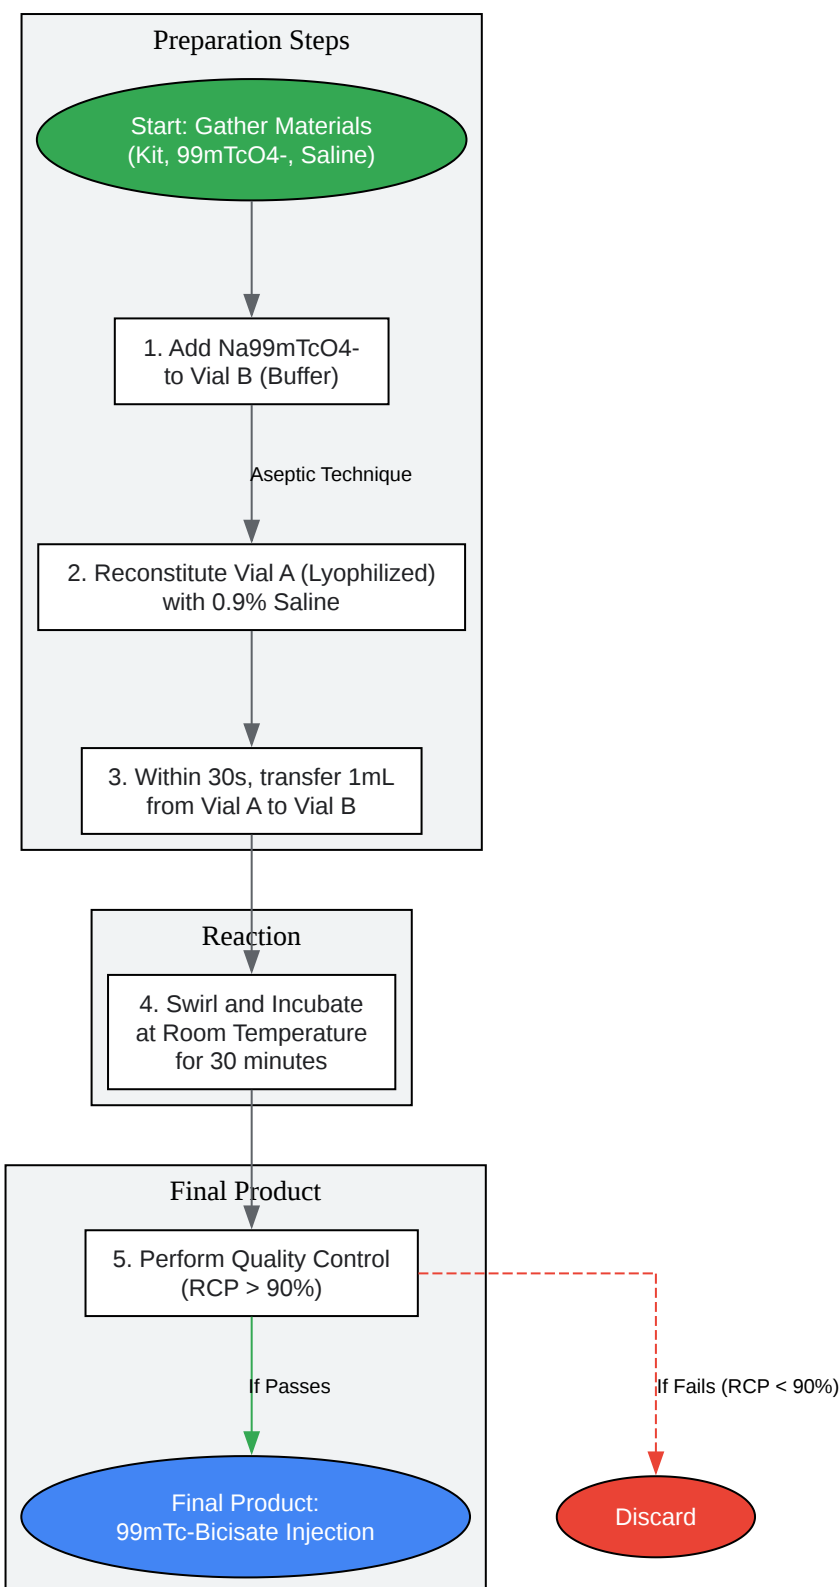 Preparation Steps
Start: Gather Materials
(Kit, 99mTcO4-, Saline)
1. Add Na99mTcO4-
to Vial B (Buffer)
Aseptic Technique
2. Reconstitute Vial A (Lyophilized)
with 0.9% Saline
3. Within 30s, transfer 1mL
from Vial A to Vial B
Reaction
4. Swirl and Incubate
at Room Temperature
for 30 minutes
Final Product
5. Perform Quality Control
(RCP > 90%)
If Passes
If Fails (RCP < 90%)
Final Product:
99mTc-Bicisate Injection
Discard